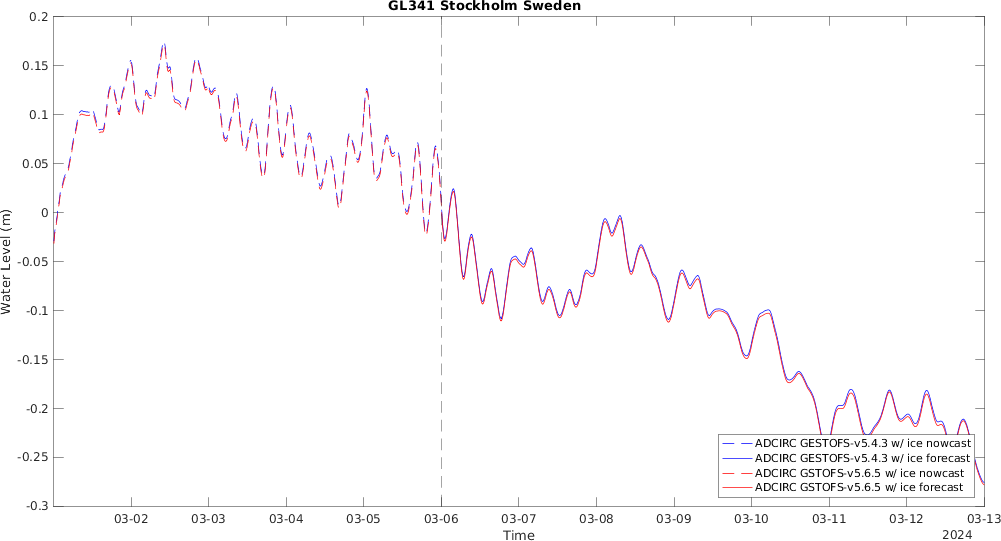 GL341 Stockholm Sweden
0.2
0.15
0.1
0.05
0
-0.05
-0.1
-0.15
-0.2
-0.25
-0.3
Water Level (m)
ADCIRC GESTOFS-v5.4.3 w/ ice nowcast
ADCIRC GESTOFS-v5.4.3 w/ ice forecast
ADCIRC GSTOFS-v5.6.5 w/ ice nowcast
ADCIRC GSTOFS-v5.6.5 w/ ice forecast
03-02 03-03 03-04 03-05 03-06 03-07 03-08 03-09 03-10 03-11 03-12 03-13
Time
2024